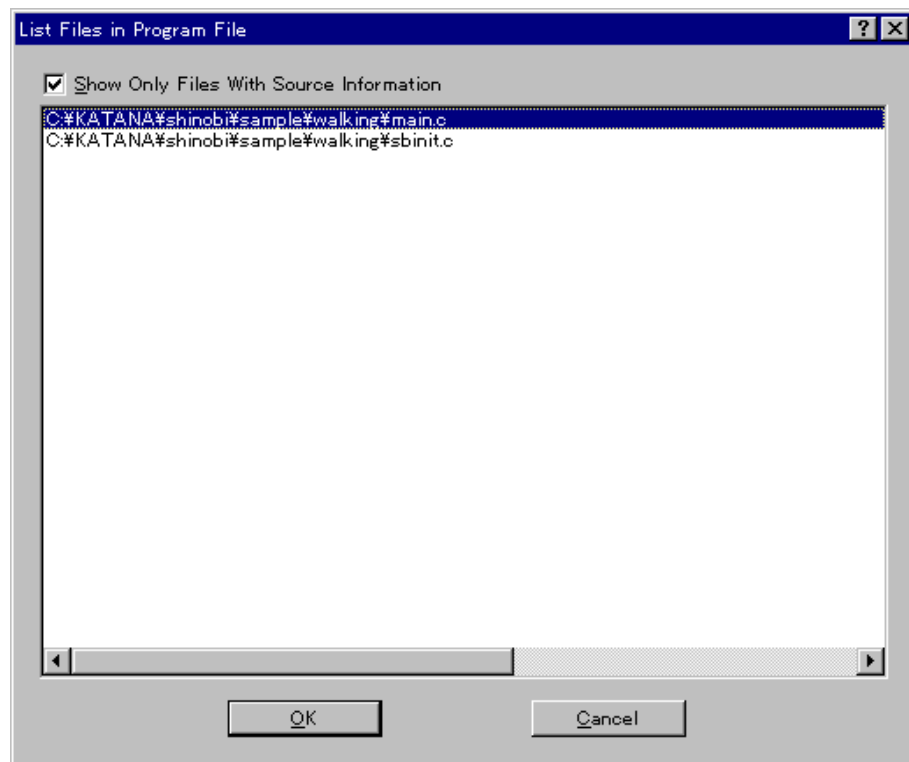 List Files in Program File
Show Only Files With Source Information
C:¥KATANA¥shinobi¥sample¥walking¥main.c
C:¥KATANA¥shinobi¥sample¥walking¥sbinit.c
OK
Cancel